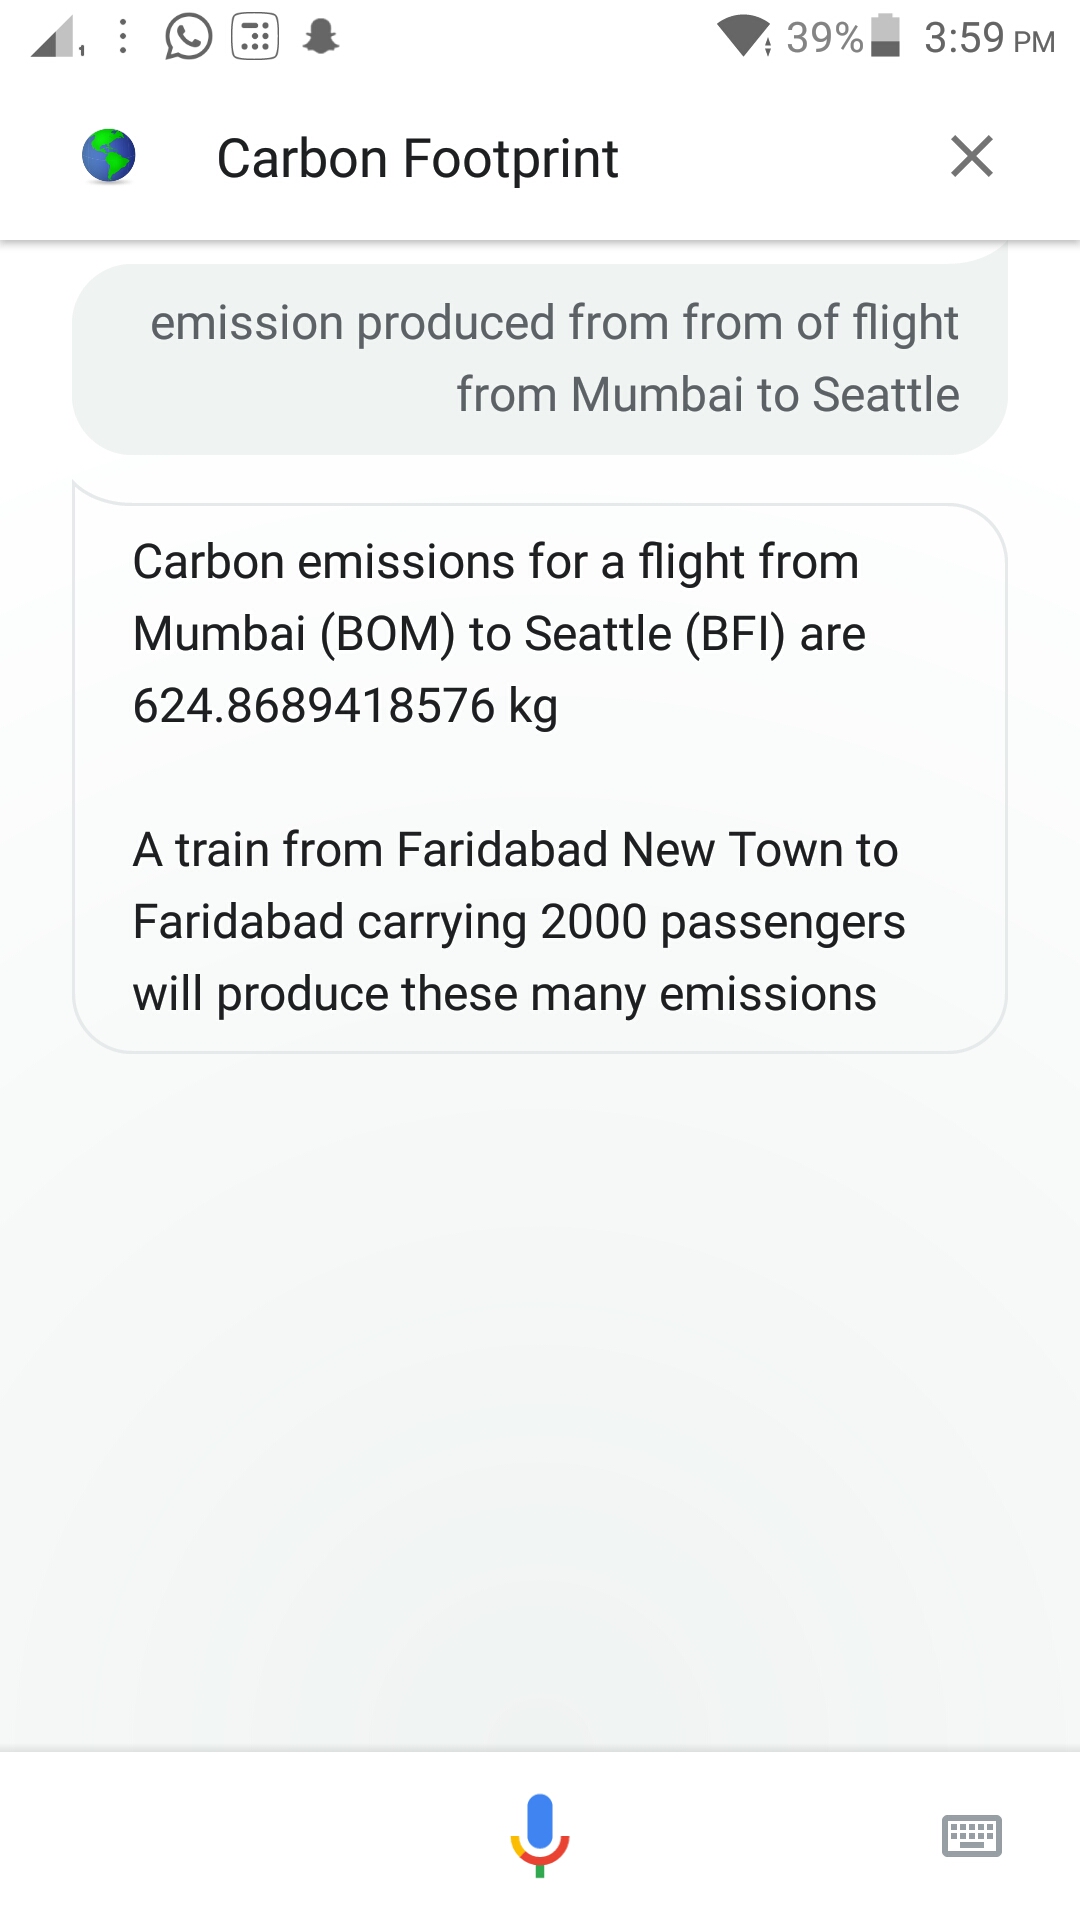 39% 3:59 PM
Carbon Footprint
emission produced from from of flight
from Mumbai to Seattle
Carbon emissions for a flight from
Mumbai (BOM) to Seattle (BFI) are
624.8689418576 kg
A train from Faridabad New Town to
Faridabad carrying 2000 passengers
will produce these many emissions